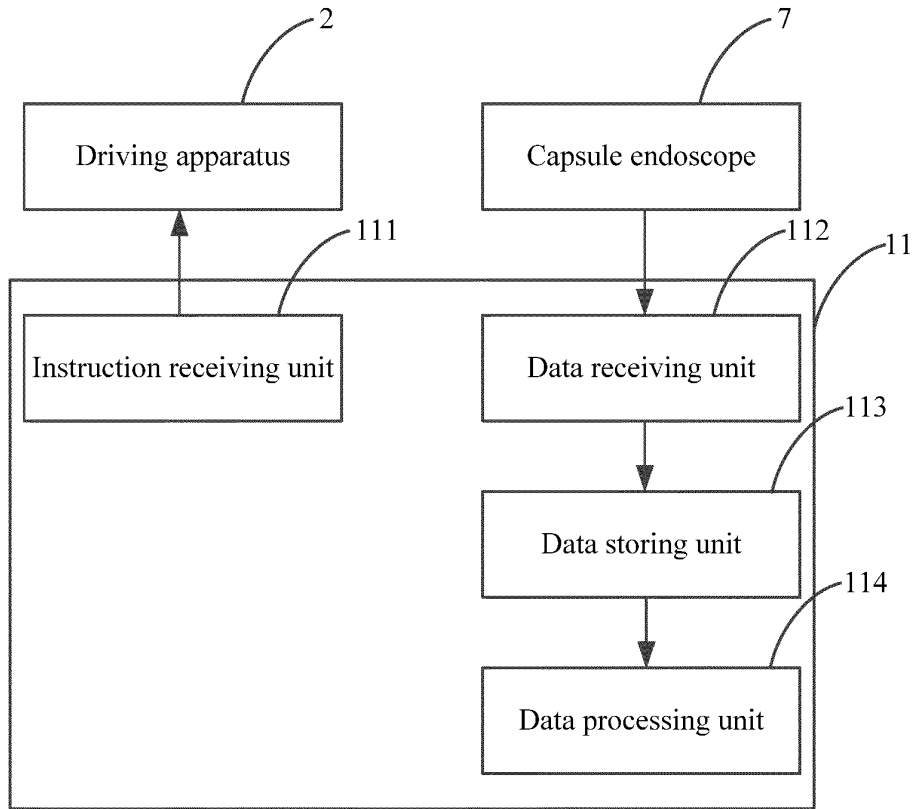 2
7
Driving apparatus
Capsule endoscope
111
112
11
Instruction receiving unit
Data receiving unit
113
Data storing unit
114
Data processing unit